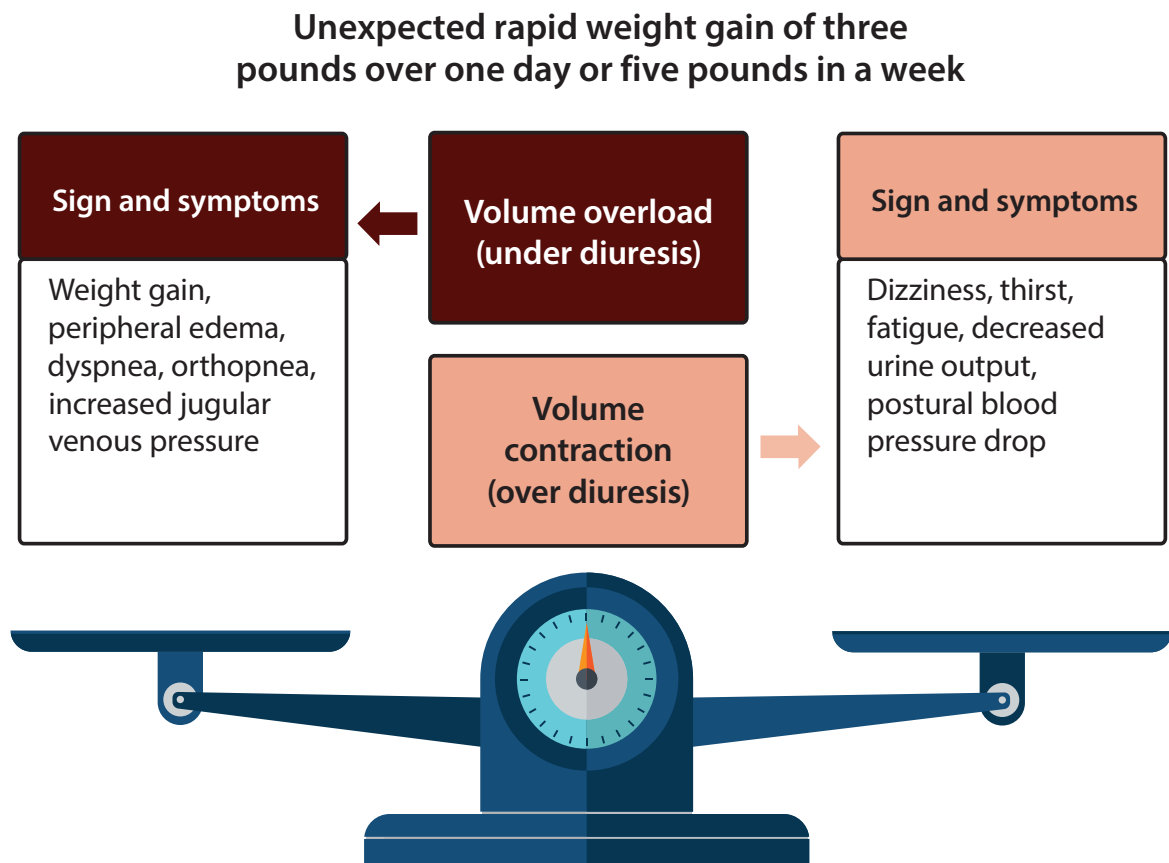 Unexpected rapid weight gain of three
pounds over one day or five pounds in a week
Sign and symptoms
Weight gain,
peripheral edema,
dyspnea, orthopnea,
increased jugular
venous pressure
Volume overload
(under diuresis)
Volume
contraction
(over diuresis)
Sign and symptoms
Dizziness, thirst,
fatigue, decreased
urine output,
postural blood
pressure drop